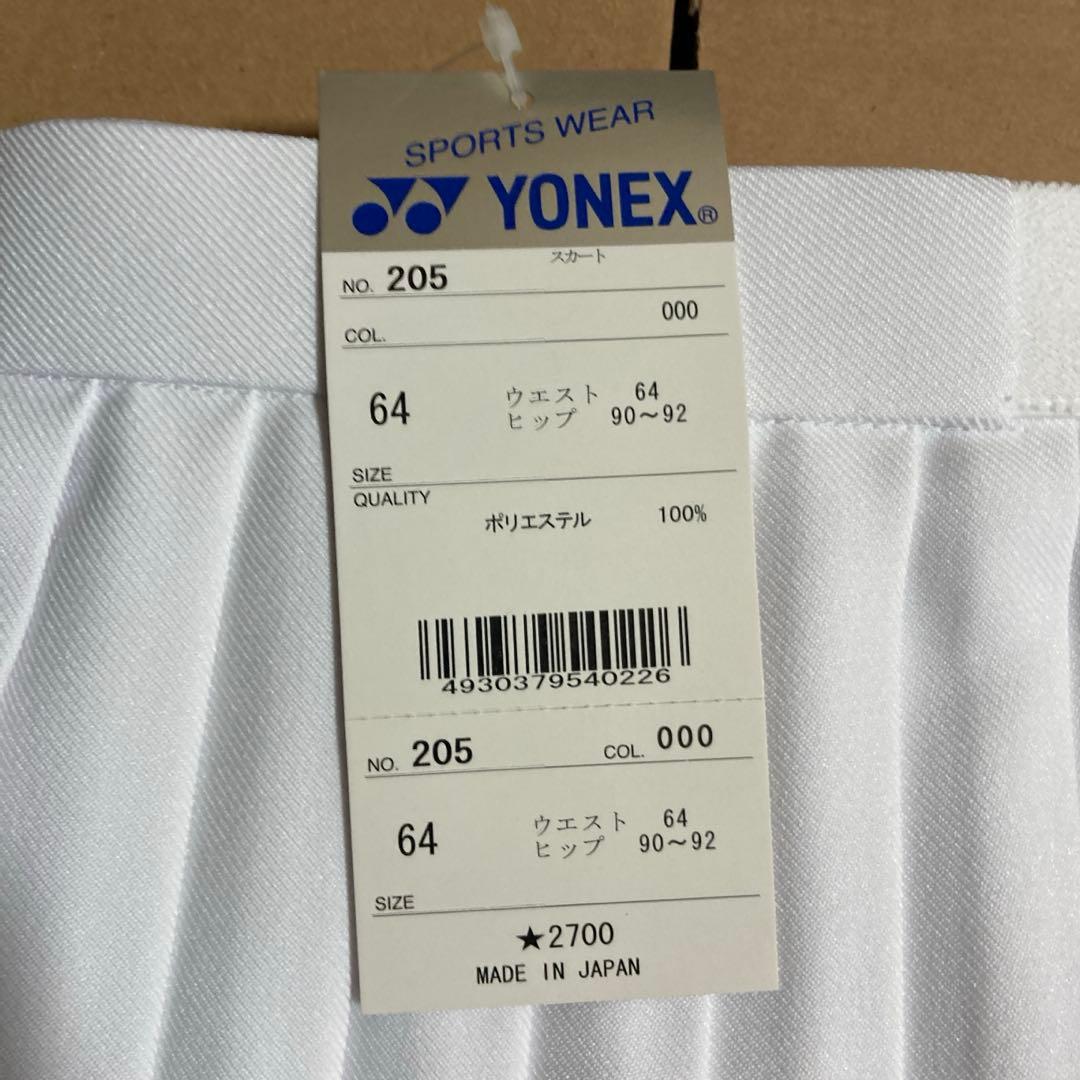 SPORTS WEAR
YONEX®
スカート
NO. 205
COL. 000
64 ウエスト 64
ヒップ 90～92
SIZE
QUALITY
ポリエステル 100%
4930379540226
NO. 205 COL. 000
64 ウエスト 64
ヒップ 90～92
SIZE
★2700
MADE IN JAPAN